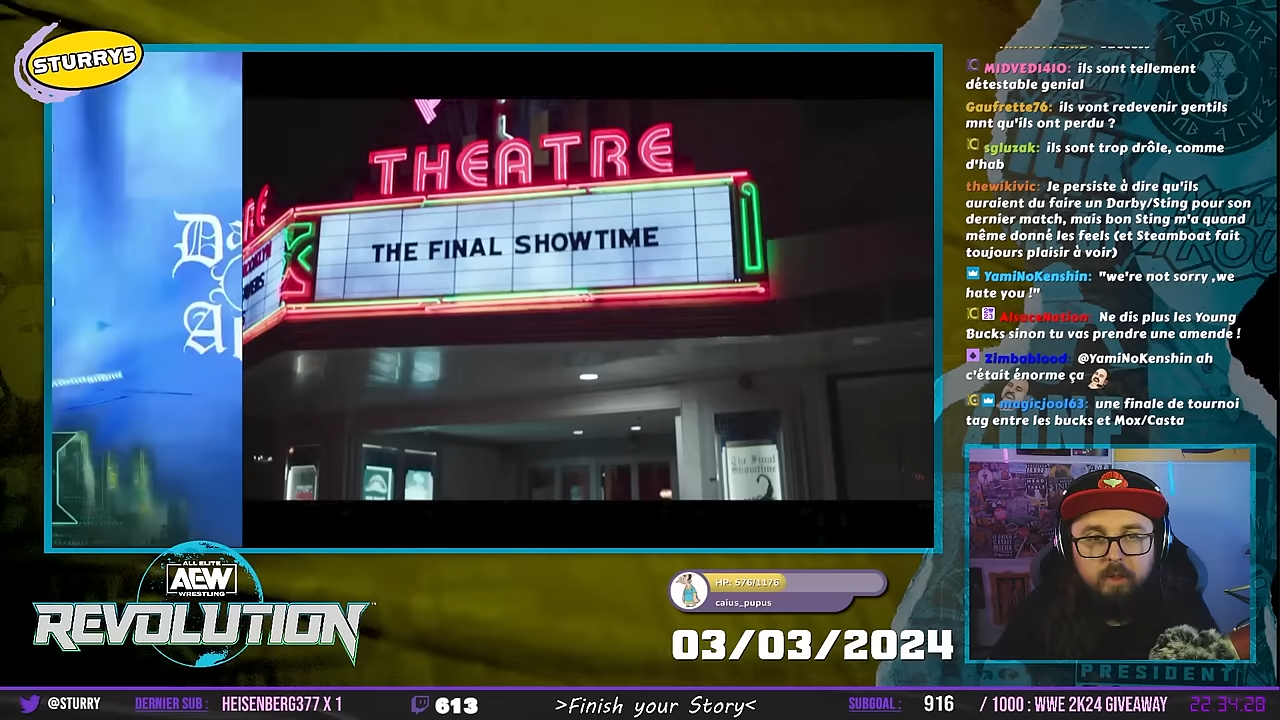 STURRY5
THEATRE
THE FINAL SHOWTIME
The Final
Showtime
MIDVED1410: ils sont tellement
détestable genial
Gaufrette76: ils vont redevenir gentils
mnt qu'ils ont perdu ?
sgluzak: ils sont trop drôle, comme
d'hab
thewikivic: Je persiste à dire qu'ils
auraient du faire un Darby/Sting pour son
dernier match, mais bon Sting m'a quand
même donné les feels (et Steamboat fait
toujours plaisir à voir)
YamiNoKenshin: "we're not sorry ,we
hate you !"
AlsaceNation: Ne dis plus les Young
Bucks sinon tu vas prendre une amende !
Zimbablood: @YamiNoKenshin ah
c'était énorme ça
magicjool63: une finale de tournoi
tag entre les bucks et Mox/Casta
ALL ELITE
AEW
WRESTLING
REVOLUTION
HP: 576/1176
caius_pupus
03/03/2024
PRESIDENT
@STURRY
DERNIER SUB : HEISENBERG377 X 1
613
>Finish your Story<
SUBGOAL : 916 / 1000 : WWE 2K24 GIVEAWAY
22:34:28